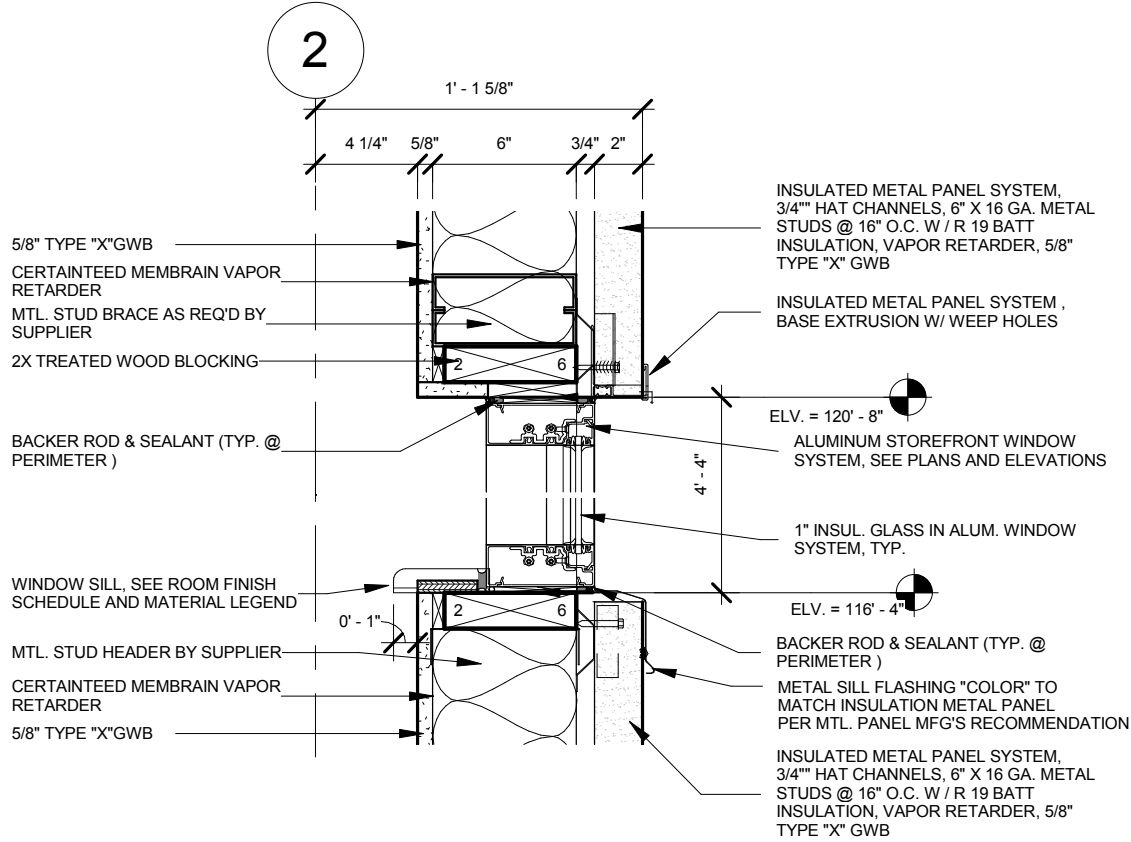 2
1' - 1 5/8"
4 1/4"
5/8"
6"
3/4"
2"
5/8" TYPE "X"GWB
CERTAINTEED MEMBRAIN VAPOR
RETARDER
MTL. STUD BRACE AS REQ'D BY
SUPPLIER
2X TREATED WOOD BLOCKING
2
6
BACKER ROD & SEALANT (TYP. @
PERIMETER )
WINDOW SILL, SEE ROOM FINISH
SCHEDULE AND MATERIAL LEGEND
0' - 1"
2
6
MTL. STUD HEADER BY SUPPLIER
CERTAINTEED MEMBRAIN VAPOR
RETARDER
5/8" TYPE "X"GWB
INSULATED METAL PANEL SYSTEM,
3/4"" HAT CHANNELS, 6" X 16 GA. METAL
STUDS @ 16" O.C. W / R 19 BATT
INSULATION, VAPOR RETARDER, 5/8"
TYPE "X" GWB
INSULATED METAL PANEL SYSTEM ,
BASE EXTRUSION W/ WEEP HOLES
ELV. = 120' - 8"
ALUMINUM STOREFRONT WINDOW
SYSTEM, SEE PLANS AND ELEVATIONS
4' - 4"
1" INSUL. GLASS IN ALUM. WINDOW
SYSTEM, TYP.
ELV. = 116' - 4"
BACKER ROD & SEALANT (TYP. @
PERIMETER )
METAL SILL FLASHING "COLOR" TO
MATCH INSULATION METAL PANEL
PER MTL. PANEL MFG'S RECOMMENDATION
INSULATED METAL PANEL SYSTEM,
3/4"" HAT CHANNELS, 6" X 16 GA. METAL
STUDS @ 16" O.C. W / R 19 BATT
INSULATION, VAPOR RETARDER, 5/8"
TYPE "X" GWB